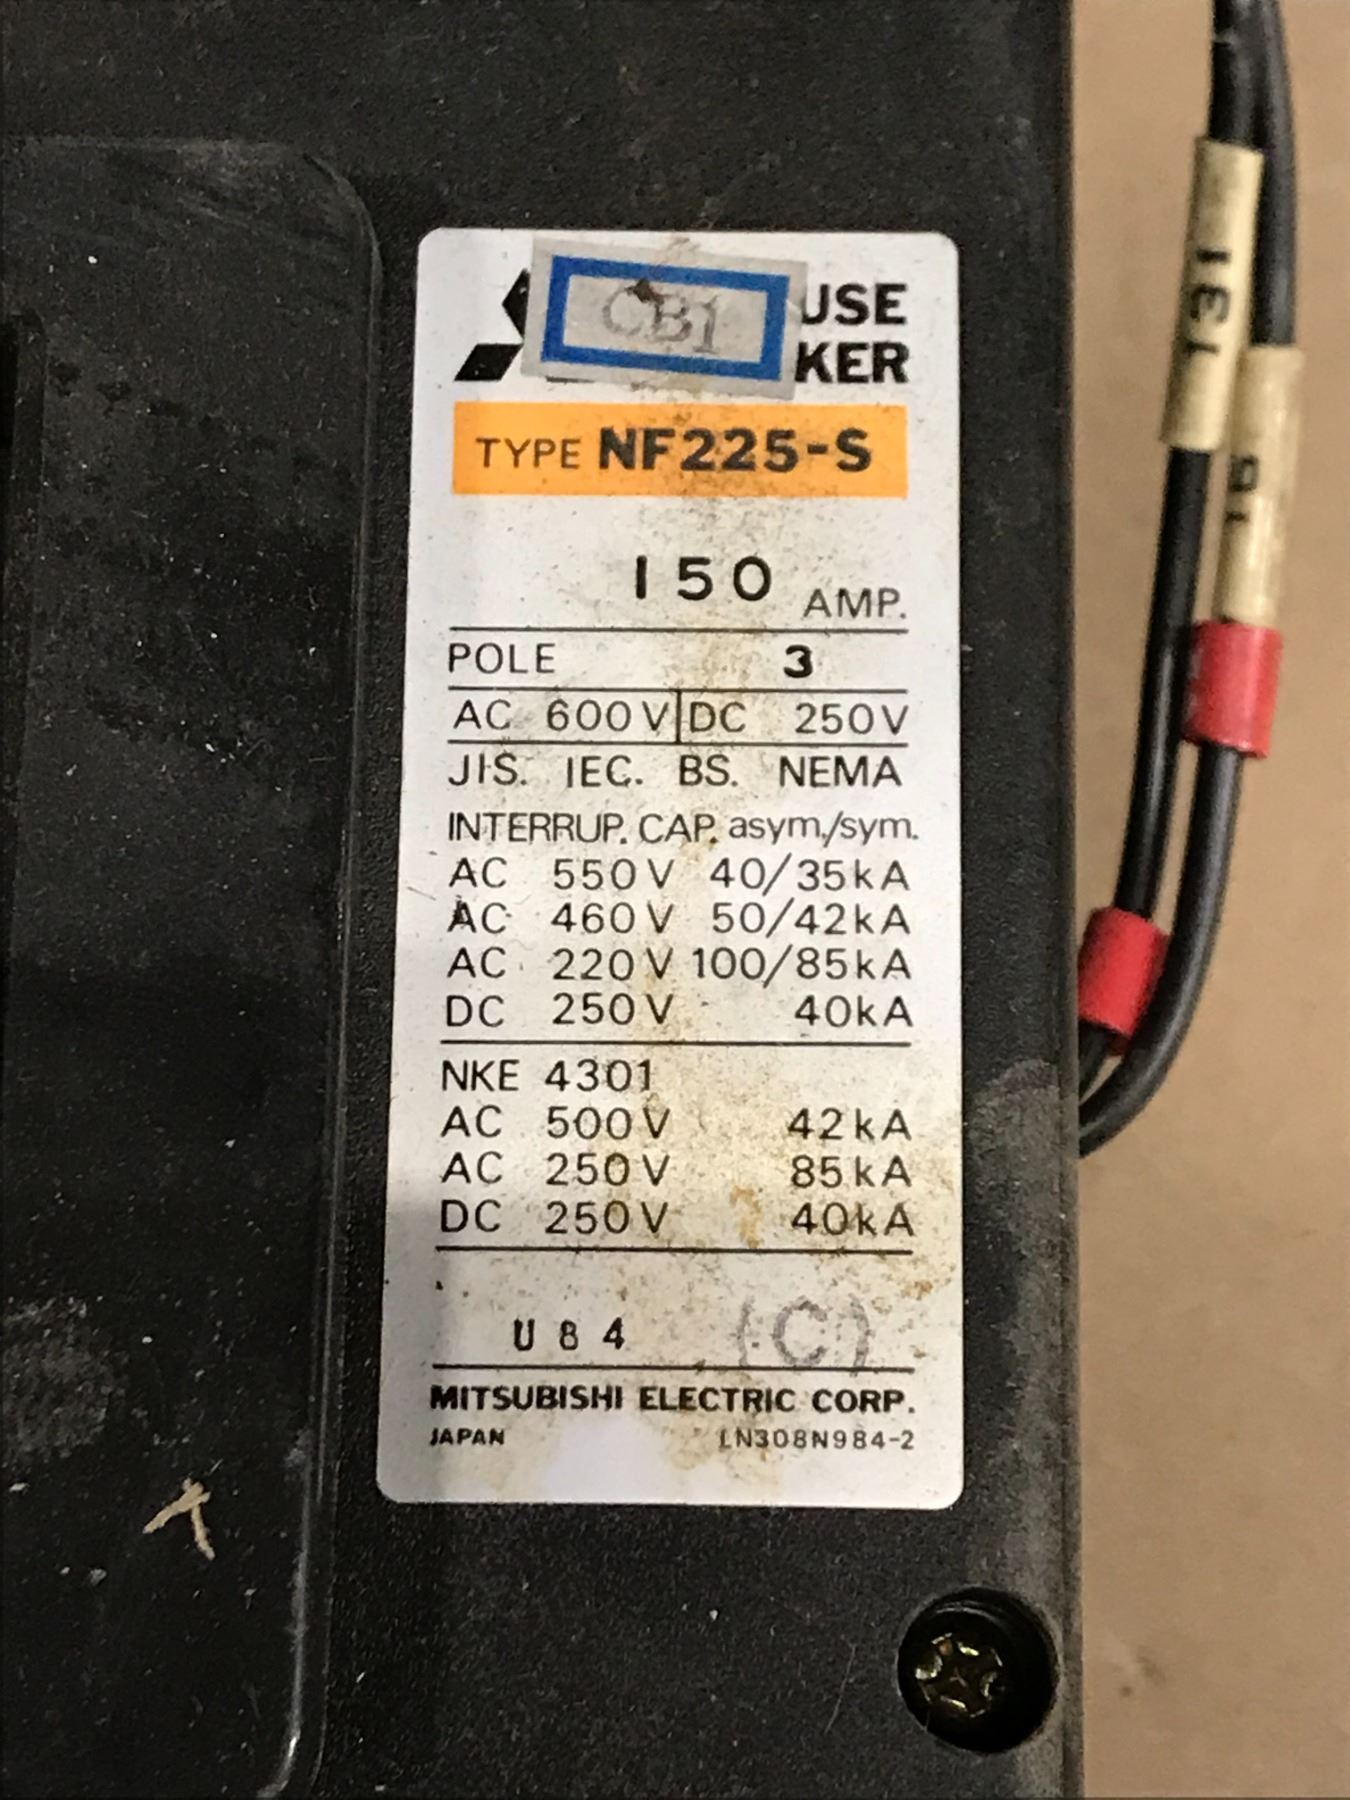 CB1
USE
KER
TYPE NF225-S
150 AMP.
POLE 3
AC 600V DC 250V
JIS. IEC. BS. NEMA
INTERRUP. CAP. asym./sym.
AC 550V 40/35kA
AC 460V 50/42kA
AC 220V 100/85kA
DC 250V 40kA
NKE 4301
AC 500V 42kA
AC 250V 85kA
DC 250V 40kA
U84 (C)
MITSUBISHI ELECTRIC CORP.
JAPAN LN308N984-2
131